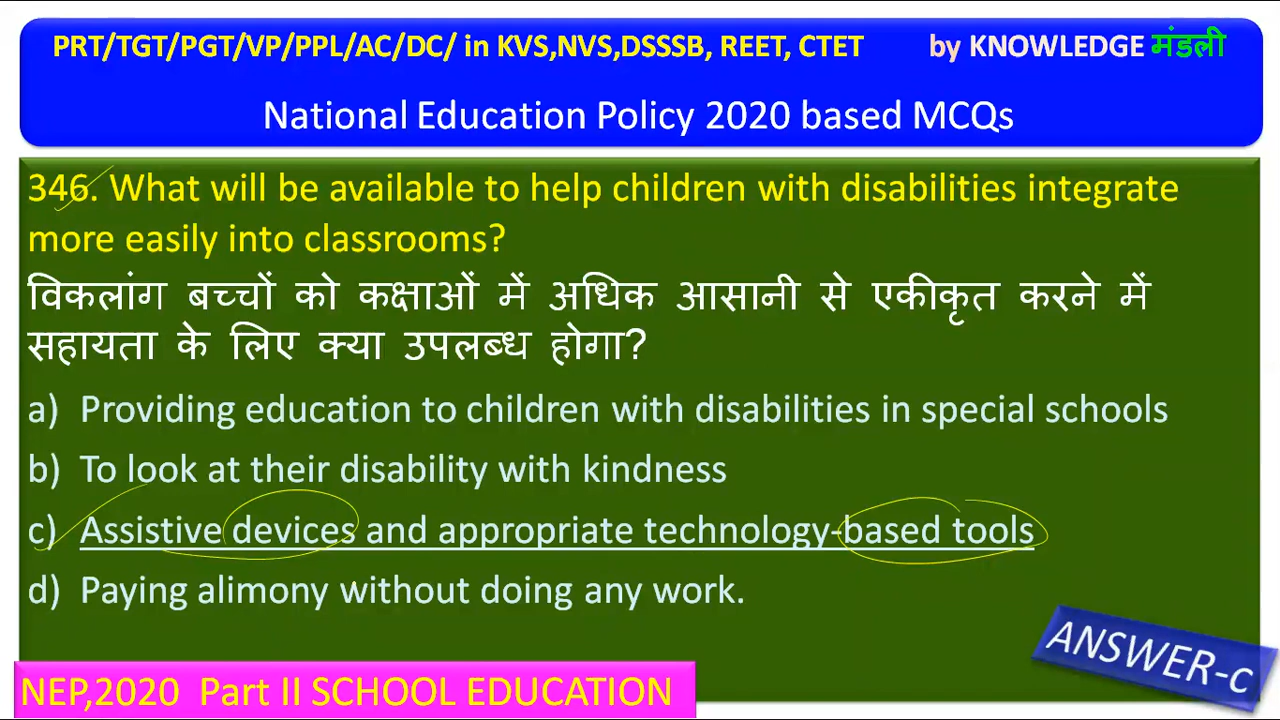 PRT/TGT/PGT/VP/PPL/AC/DC/ in KVS,NVS,DSSSB, REET, CTET by KNOWLEDGE मंडली
National Education Policy 2020 based MCQs
346. What will be available to help children with disabilities integrate
more easily into classrooms?
विकलांग बच्चों को कक्षाओं में अधिक आसानी से एकीकृत करने में
सहायता के लिए क्या उपलब्ध होगा?
a) Providing education to children with disabilities in special schools
b) To look at their disability with kindness
c) Assistive devices and appropriate technology-based tools
d) Paying alimony without doing any work.
ANSWER-c
NEP,2020 Part II SCHOOL EDUCATION